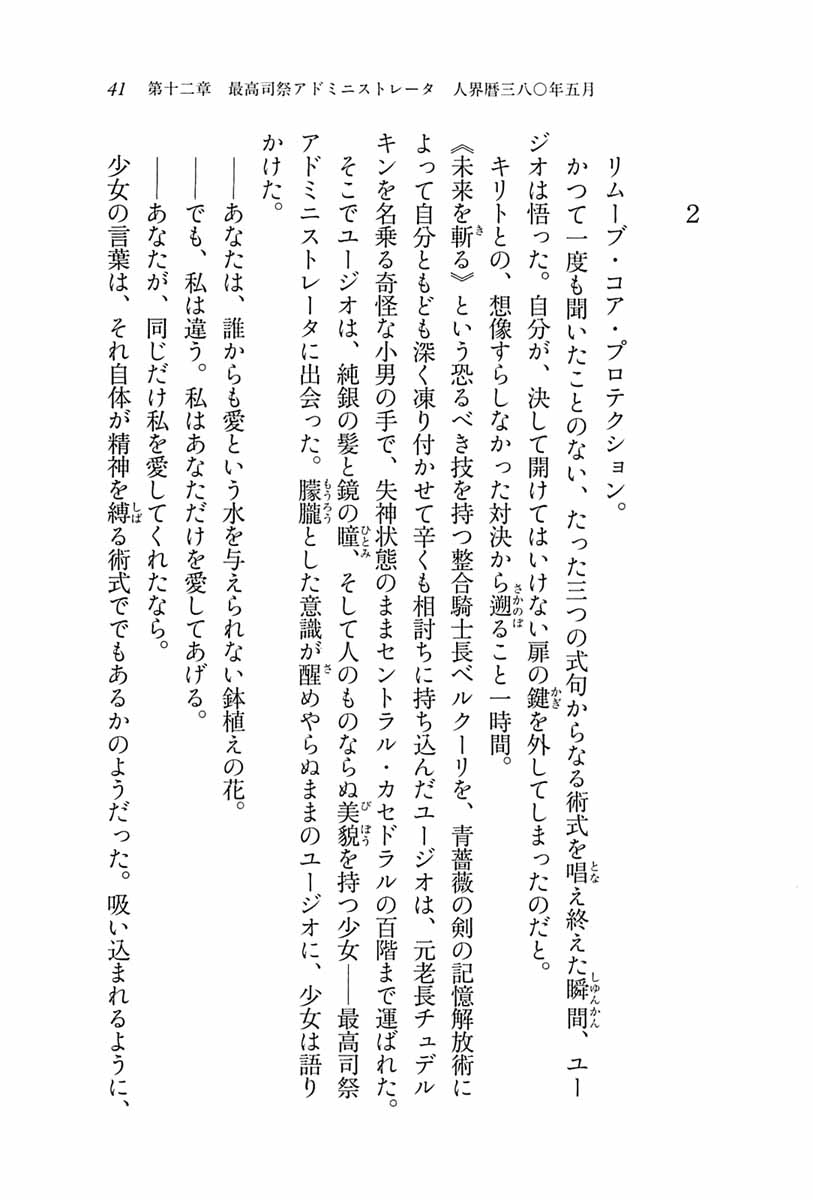 41　第十二章　最高司祭アドミニストレータ　人界暦三八〇年五月
2
リムーブ・コア・プロテクション。
かつて一度も聞いたことのない、たった三つの式句からなる術式を唱え終えた瞬間、ユー
ジオは悟った。自分が、決して開けてはいけない扉の鍵を外してしまったのだと。
キリトとの、想像すらしなかった対決から遡ること一時間。
《未来を斬る》という恐るべき技を持つ整合騎士長ベルクーリを、青薔薇の剣の記憶解放術に
よって自分ともども深く凍り付かせて辛くも相討ちに持ち込んだユージオは、元老長チュデル
キンを名乗る奇怪な小男の手で、失神状態のままセントラル・カセドラルの百階まで運ばれた。
そこでユージオは、純銀の髪と鏡の瞳、そして人のものならぬ美貌を持つ少女――最高司祭
アドミニストレータに出会った。朦朧とした意識が醒めやらぬままのユージオに、少女は語り
かけた。
――あなたは、誰からも愛という水を与えられない鉢植えの花。
――でも、私は違う。私はあなただけを愛してあげる。
――あなたが、同じだけ私を愛してくれたなら。
少女の言葉は、それ自体が精神を縛る術式ででもあるかのようだった。吸い込まれるように、